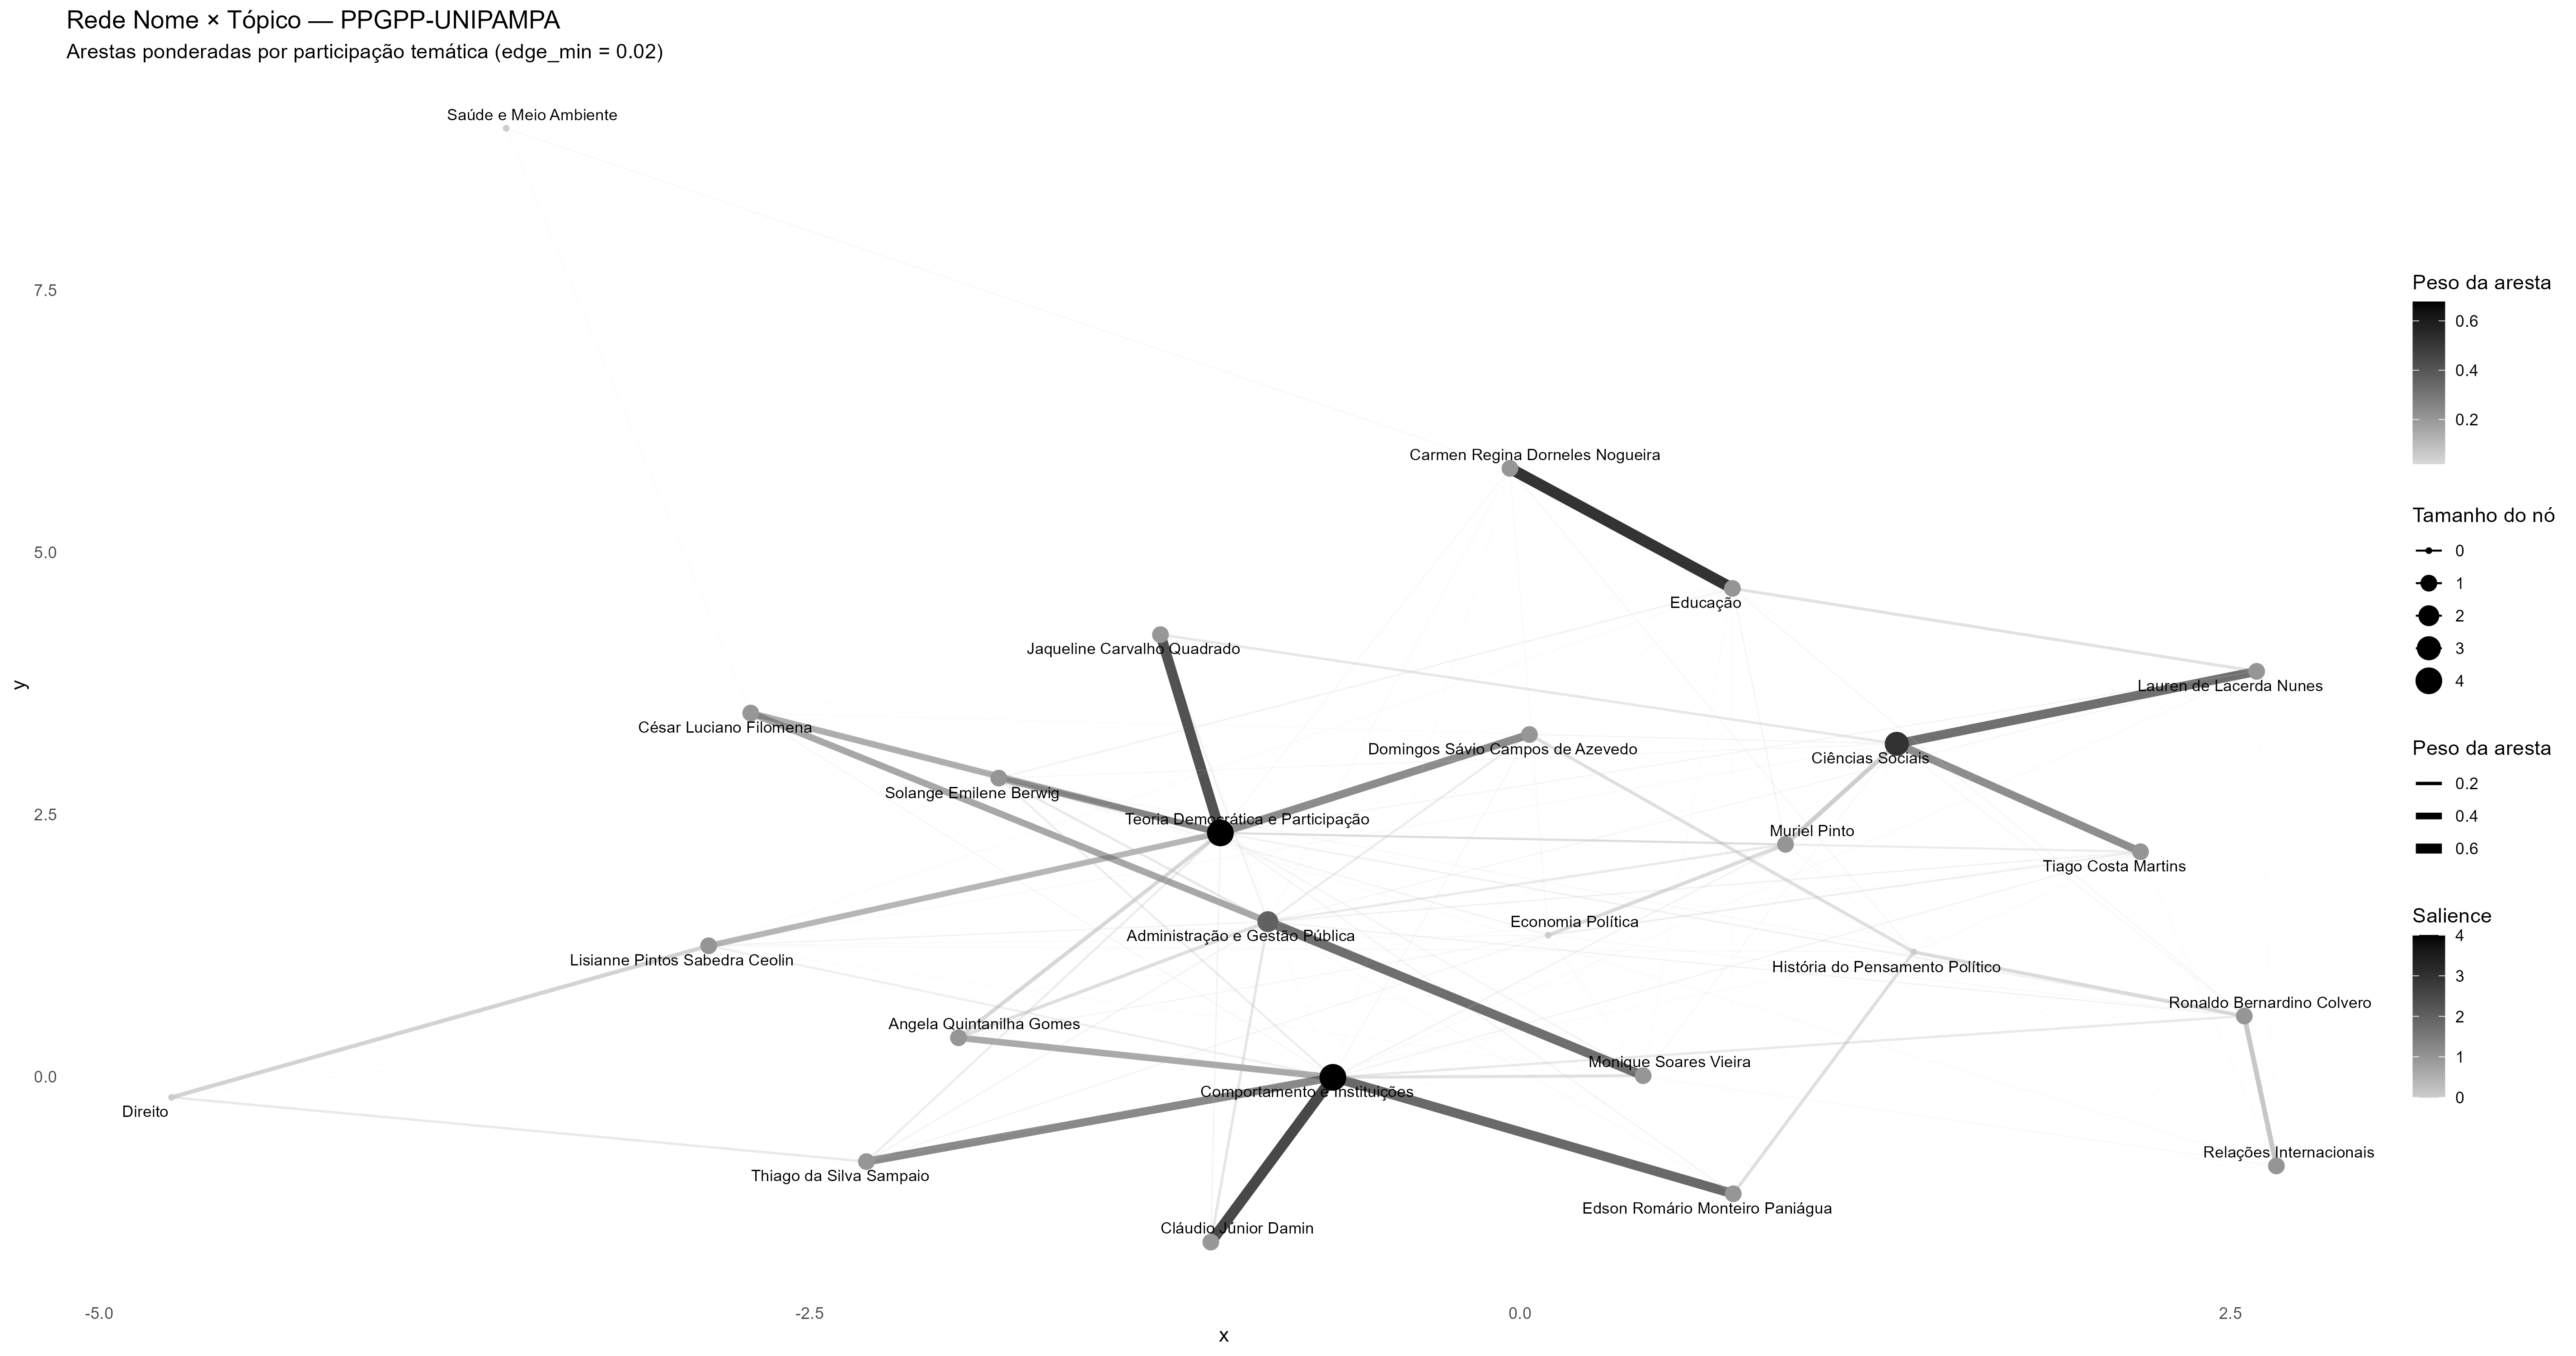 Rede Nome × Tópico — PPGPP-UNIPAMPA
Arestas ponderadas por participação temática (edge_min = 0.02)
Saúde e Meio Ambiente
Carmen Regina Dorneles Nogueira
Educação
Jaqueline Carvalho Quadrado
Lauren de Lacerda Nunes
César Luciano Filomena
Domingos Sávio Campos de Azevedo
Ciências Sociais
Solange Emilene Berwig
Teoria Democrática e Participação
Muriel Pinto
Tiago Costa Martins
Economia Política
Administração e Gestão Pública
Lisianne Pintos Sabedra Ceolin
História do Pensamento Político
Ronaldo Bernardino Colvero
Angela Quintanilha Gomes
Monique Soares Vieira
Comportamento e Instituições
Direito
Relações Internacionais
Thiago da Silva Sampaio
Edson Romário Monteiro Paniágua
Cláudio Júnior Damin
7.5
5.0
2.5
0.0
y
-5.0
-2.5
0.0
2.5
x
Peso da aresta
0.6
0.4
0.2
Tamanho do nó
0
1
2
3
4
Peso da aresta
0.2
0.4
0.6
Salience
4
3
2
1
0